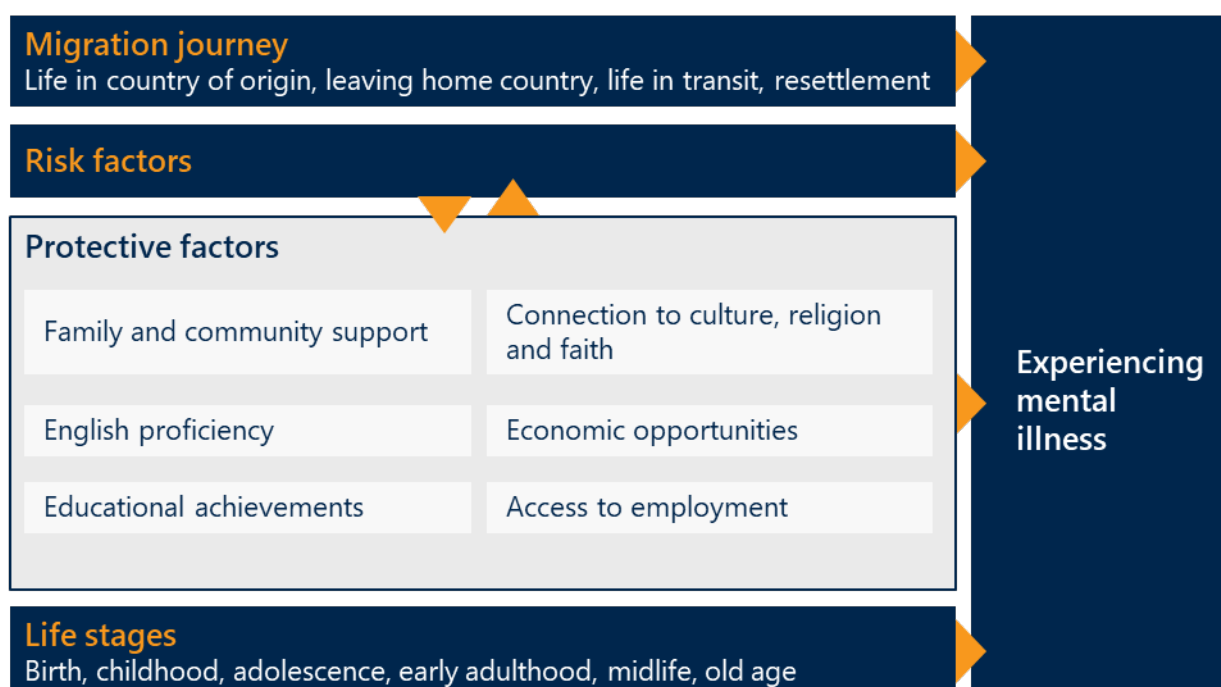 Migration journey
Life in country of origin, leaving home country, life in transit, resettlement
Risk factors
Protective factors
Family and community support
Connection to culture, religion
and faith
English proficiency
Economic opportunities
Educational achievements
Access to employment
Life stages
Birth, childhood, adolescence, early adulthood, midlife, old age
Experiencing
mental
illness